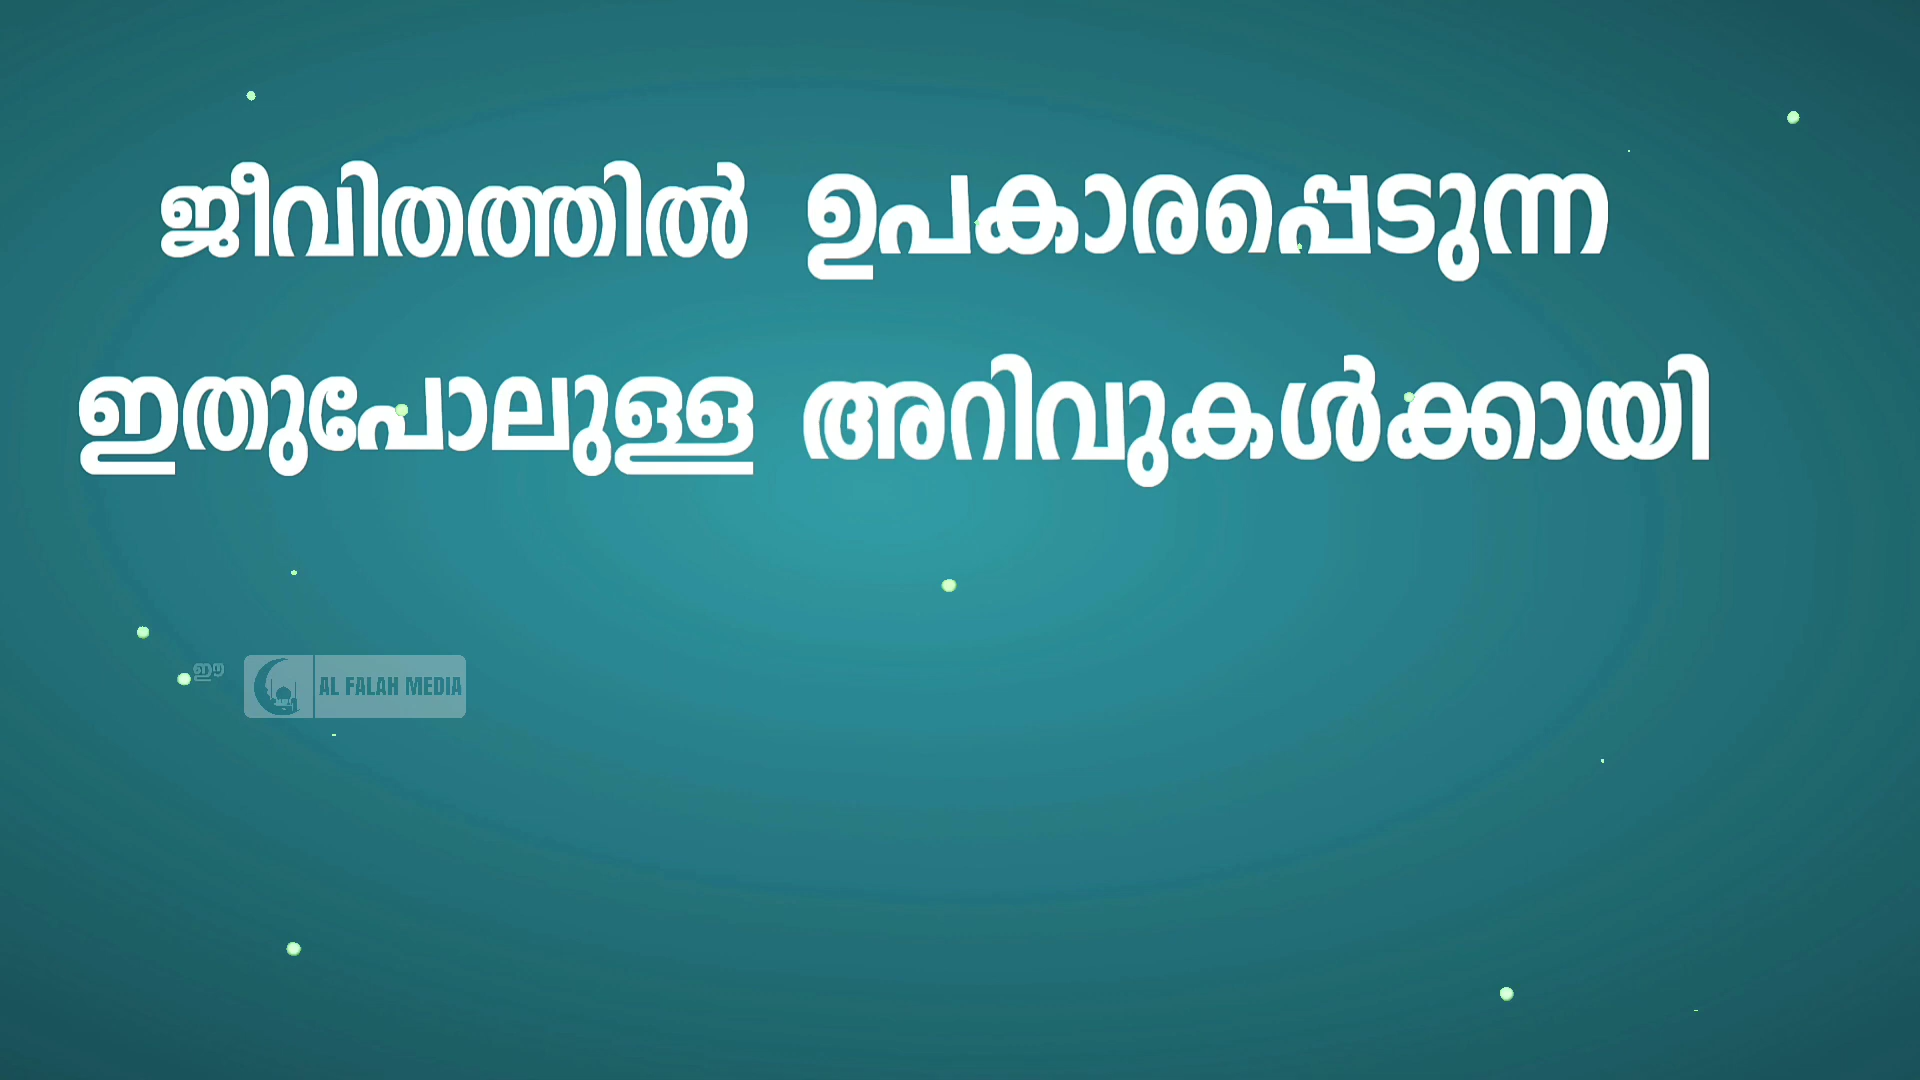 ജീവിതത്തിൽ ഉപകാരപ്പെടുന്ന
ഇതുപോലുള്ള അറിവുകൾക്കായി
ഈ
AL FALAH MEDIA